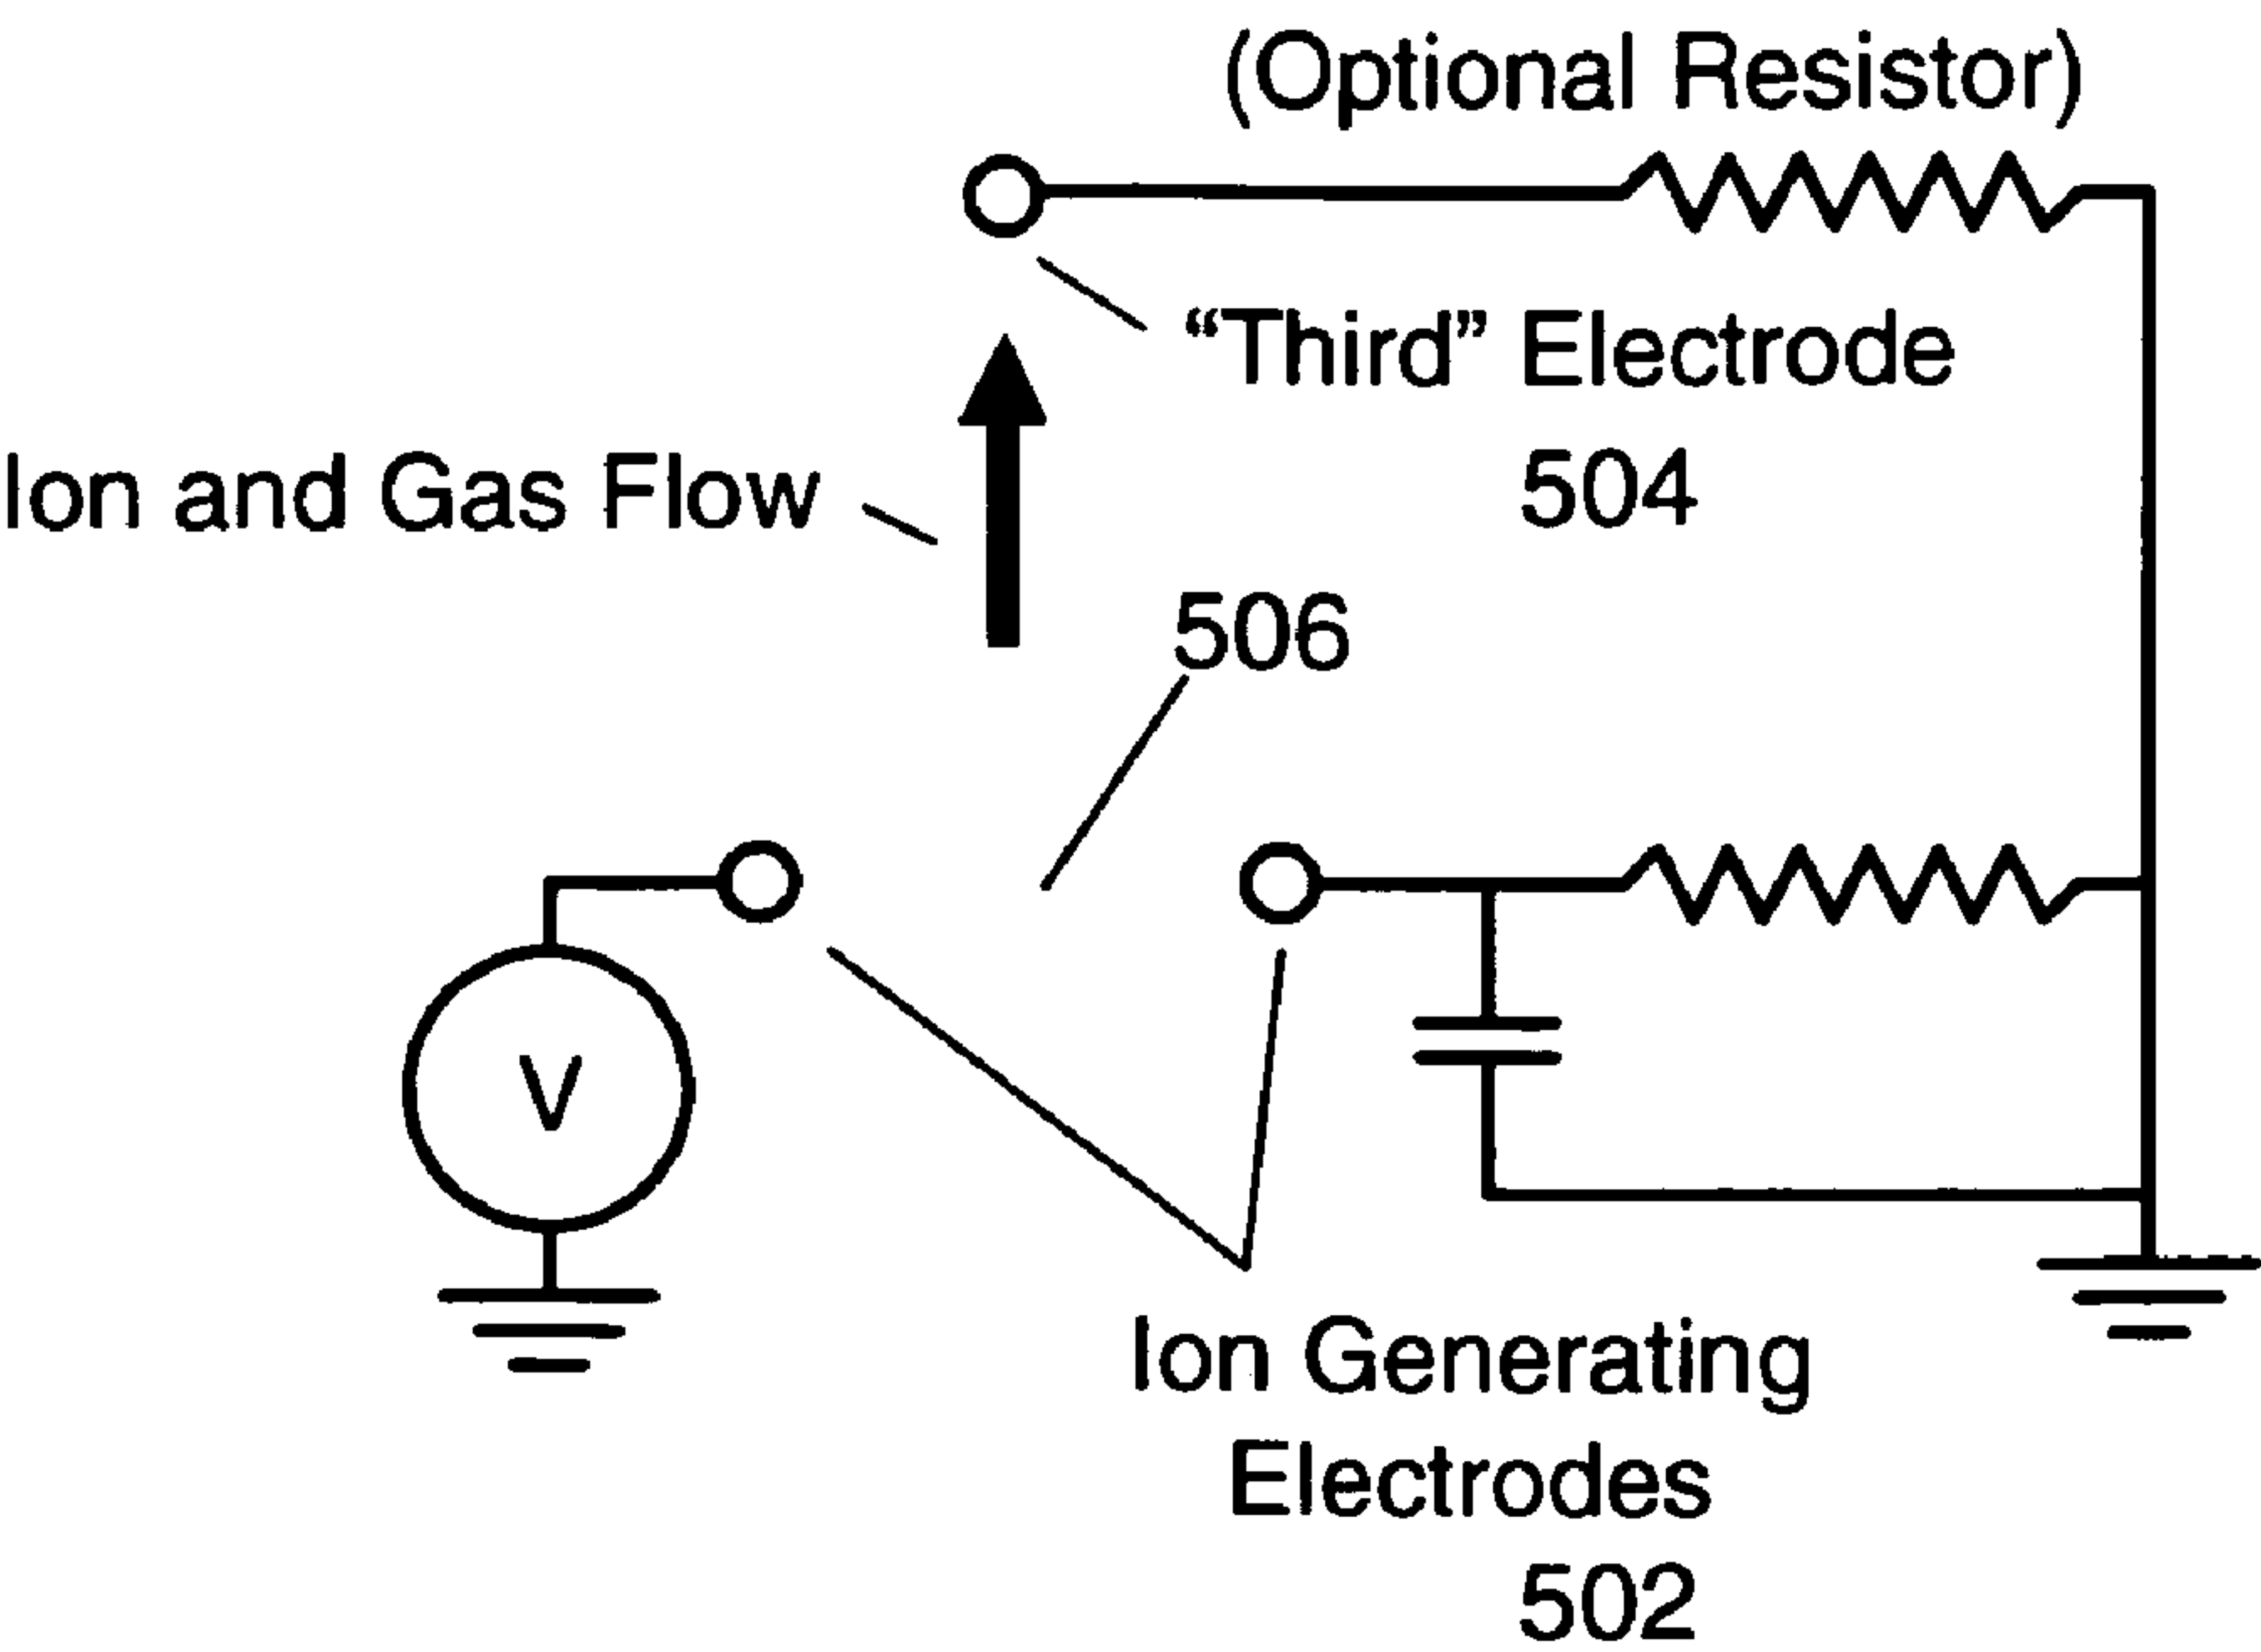 (Optional Resistor)
“Third” Electrode
504
Ion and Gas Flow
506
V
Ion Generating
Electrodes
502